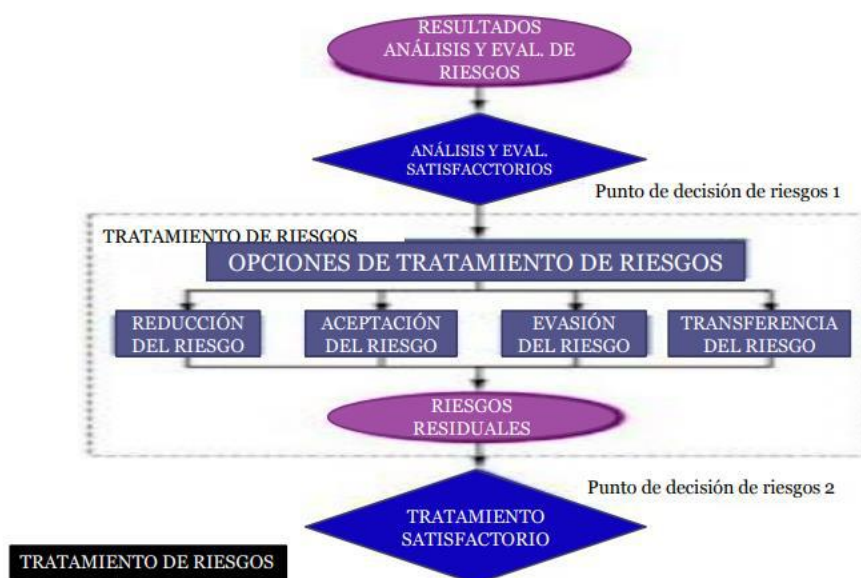 RESULTADOS
ANÁLISIS Y EVAL. DE
RIESGOS
ANÁLISIS Y EVAL.
SATISFACCTORIOS
Punto de decisión de riesgos 1
TRATAMIENTO DE RIESGOS
OPCIONES DE TRATAMIENTO DE RIESGOS
REDUCCIÓN
DEL RIESGO
ACEPTACIÓN
DEL RIESGO
EVASIÓN
DEL RIESGO
TRANSFERENCIA
DEL RIESGO
RIESGOS
RESIDUALES
Punto de decisión de riesgos 2
TRATAMIENTO
SATISFACTORIO
TRATAMIENTO DE RIESGOS